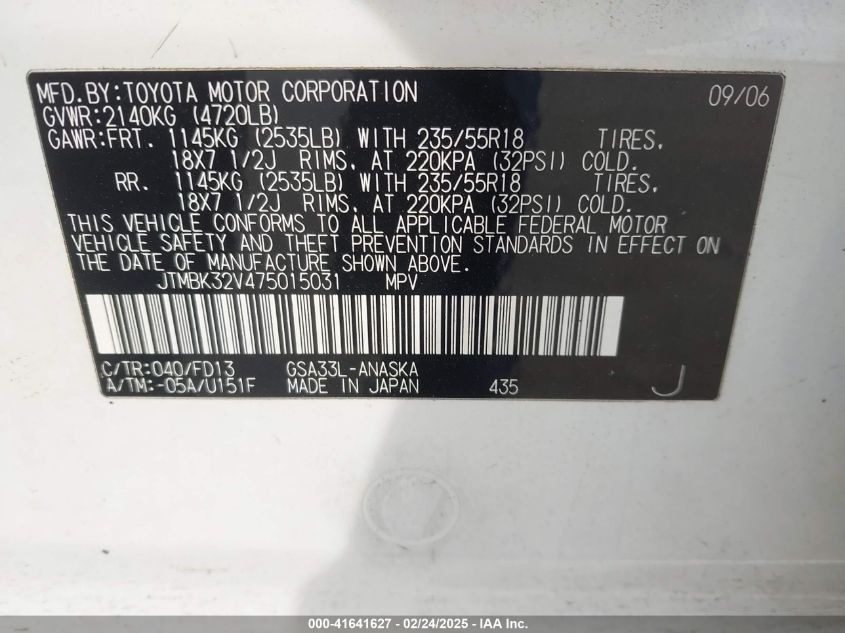 MFD.BY:TOYOTA MOTOR CORPORATION 09/06
GVWR:2140KG (4720LB)
GAWR:FRT. 1145KG (2535LB) WITH 235/55R18 TIRES,
18X7 1/2J RIMS, AT 220KPA (32PSI) COLD.
RR. 1145KG (2535LB) WITH 235/55R18 TIRES,
18X7 1/2J RIMS, AT 220KPA (32PSI) COLD.
THIS VEHICLE CONFORMS TO ALL APPLICABLE FEDERAL MOTOR
VEHICLE SAFETY AND THEFT PREVENTION STANDARDS IN EFFECT ON
THE DATE OF MANUFACTURE SHOWN ABOVE.
JTMBK32V475015031 MPV
C/TR:040/FD13 GSA33L-ANASKA
A/TM:-05A/U151F MADE IN JAPAN 435 J
000-41641627 - 02/24/2025 - IAA Inc.